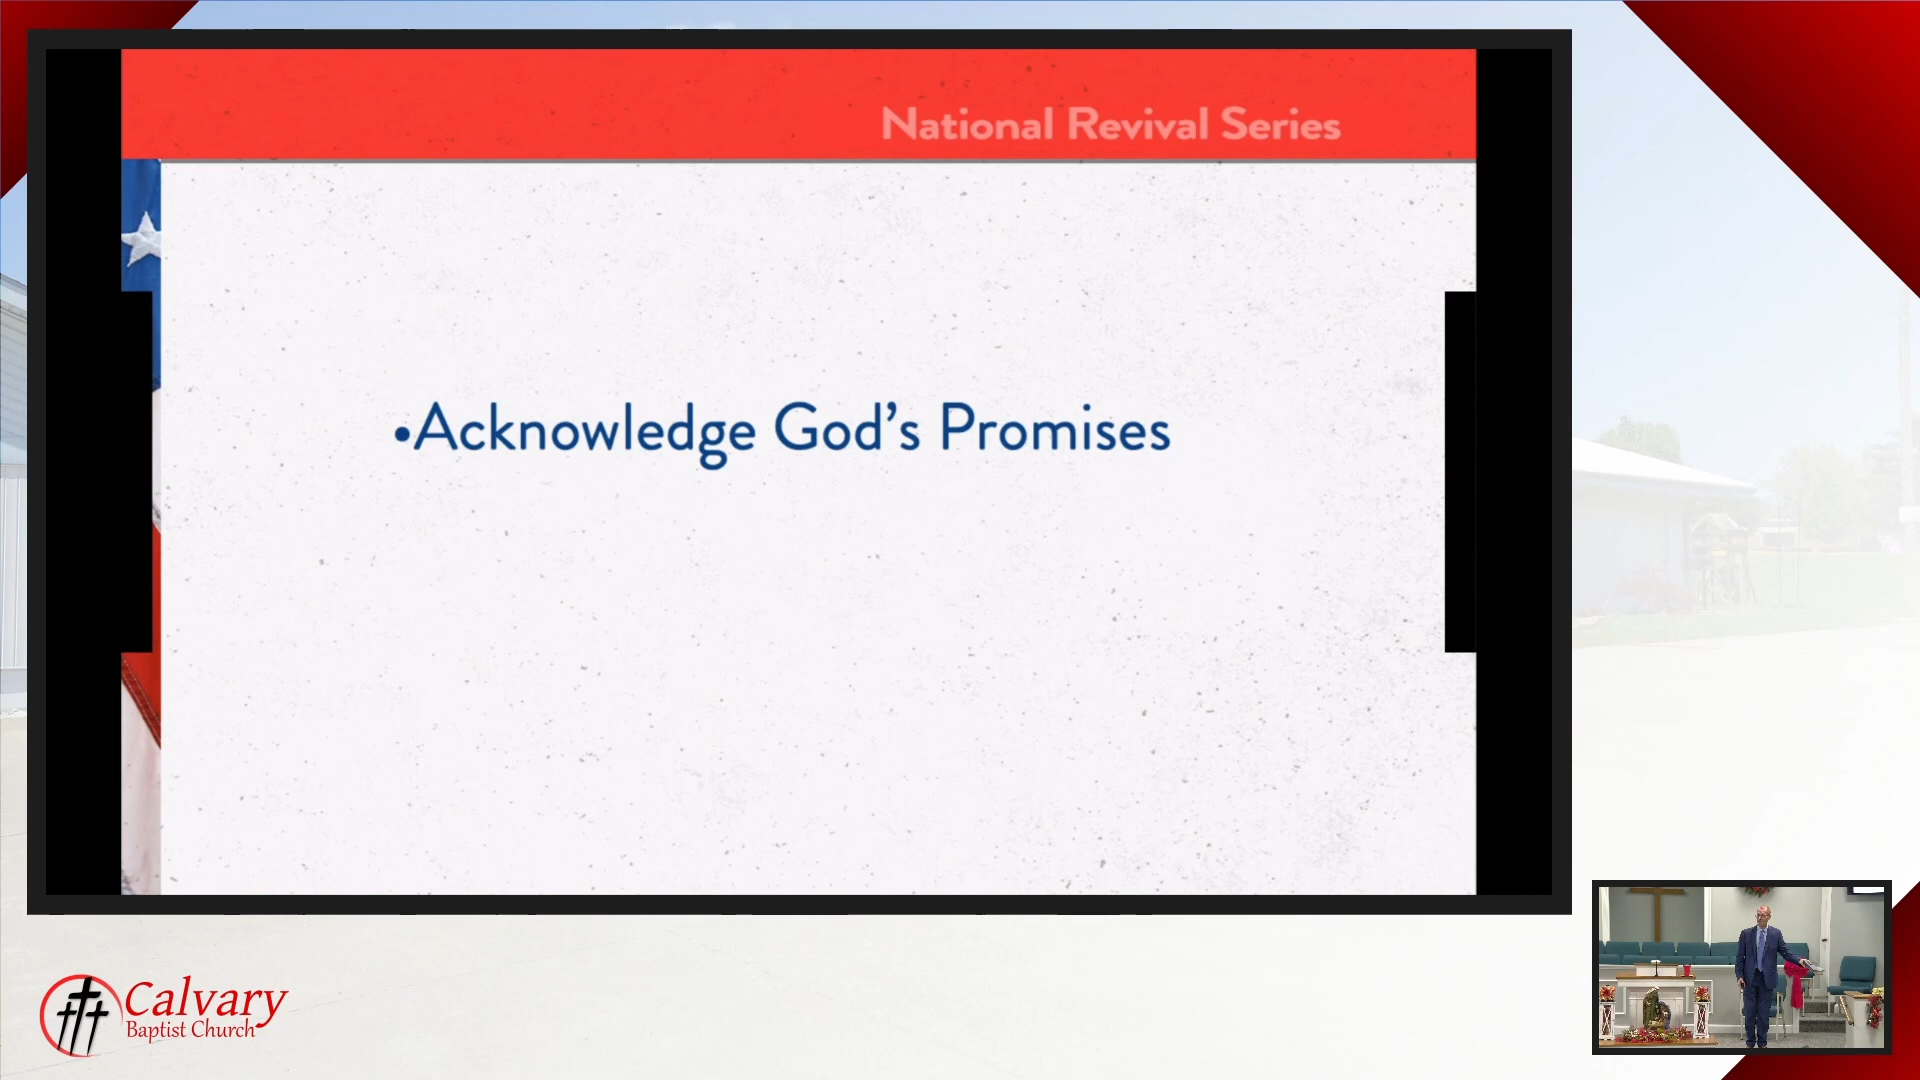 National Revival Series
•Acknowledge God’s Promises
Calvary
Baptist Church